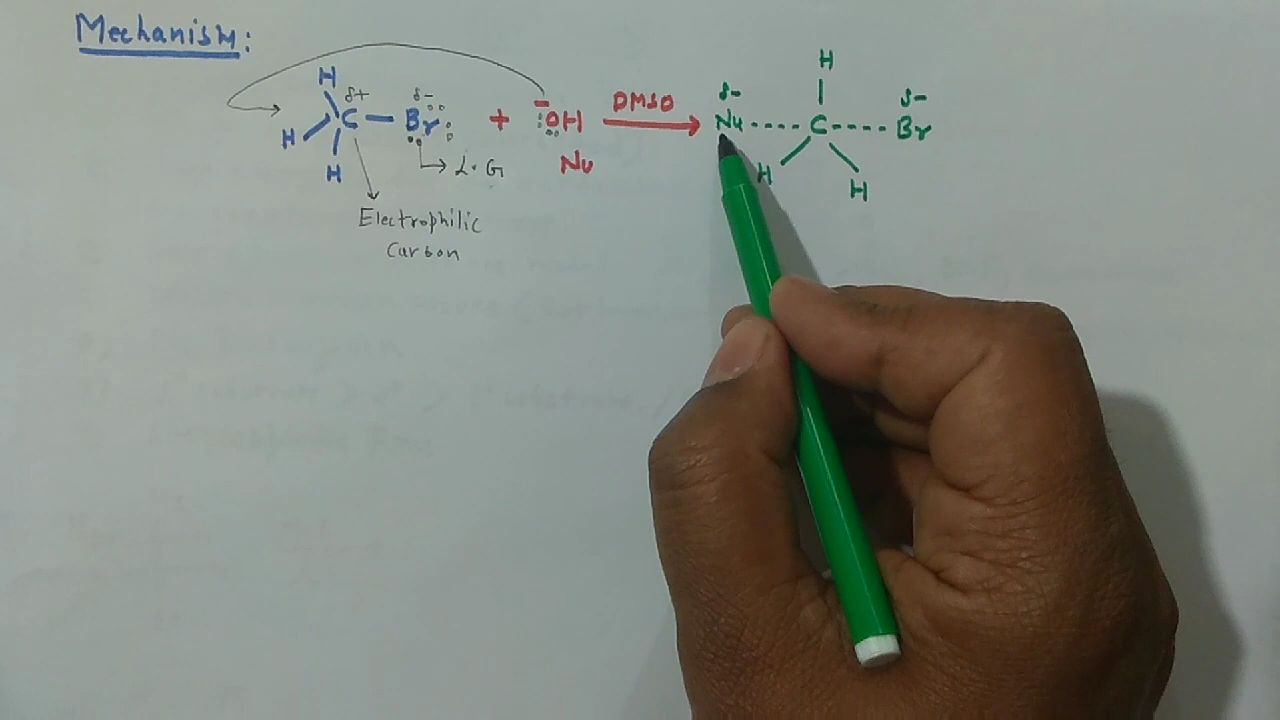 Mechanism:
H
H
H
C δ+ — Br δ- + :OH DMSO
L.G
Nu
Electrophilic
Carbon
H
Nu δ- ---- C ---- Br δ-
H
H